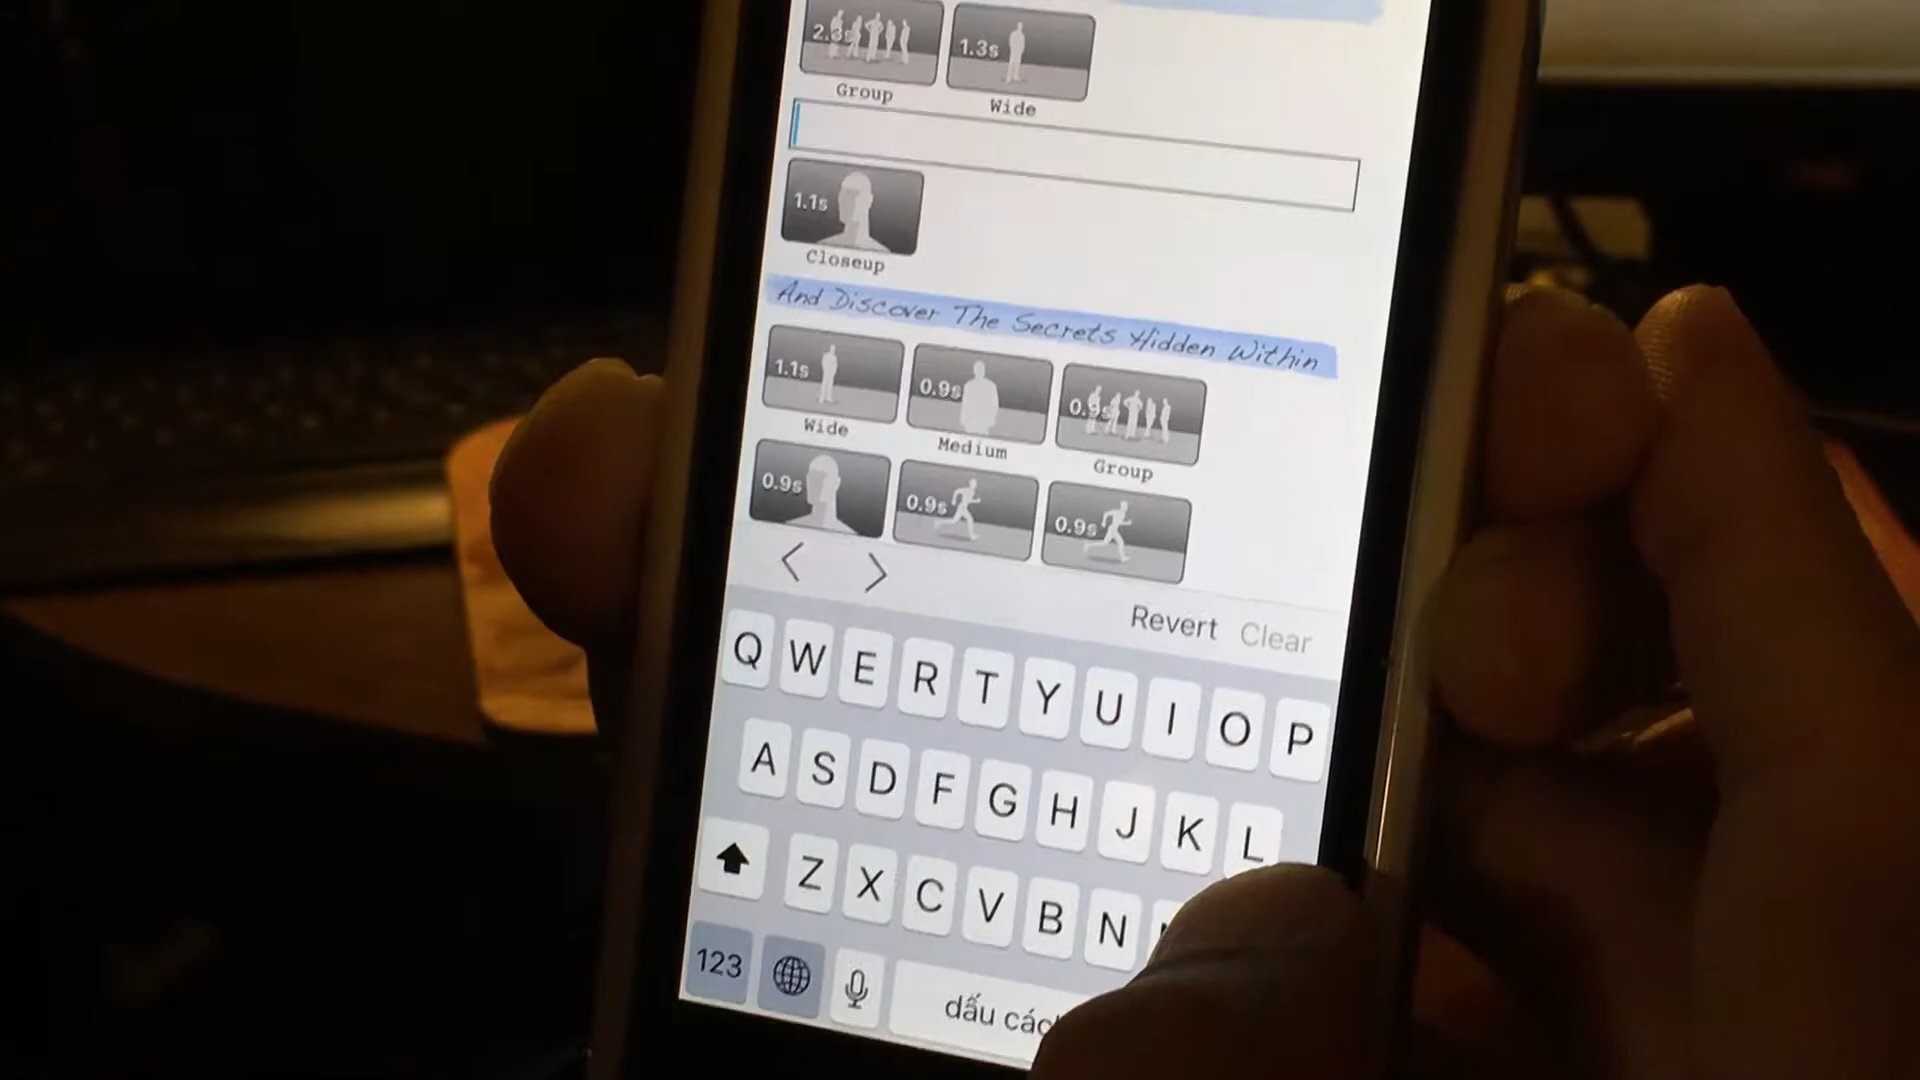 2.3s 1.3s
Group Wide
1.1s
Closeup
And Discover The Secrets Hidden Within
1.1s 0.9s 0.9s
Wide Medium Group
0.9s 0.9s 0.9s
Revert Clear
Q W E R T Y U I O P
A S D F G H J K L
Z X C V B N
123 dấu các